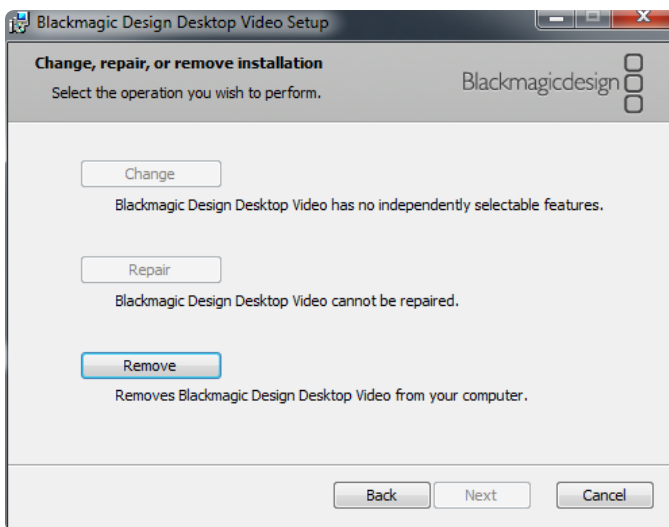 Blackmagic Design Desktop Video Setup
Change, repair, or remove installation
Select the operation you wish to perform.
Blackmagicdesign
Change
Blackmagic Design Desktop Video has no independently selectable features.
Repair
Blackmagic Design Desktop Video cannot be repaired.
Remove
Removes Blackmagic Design Desktop Video from your computer.
Back Next Cancel